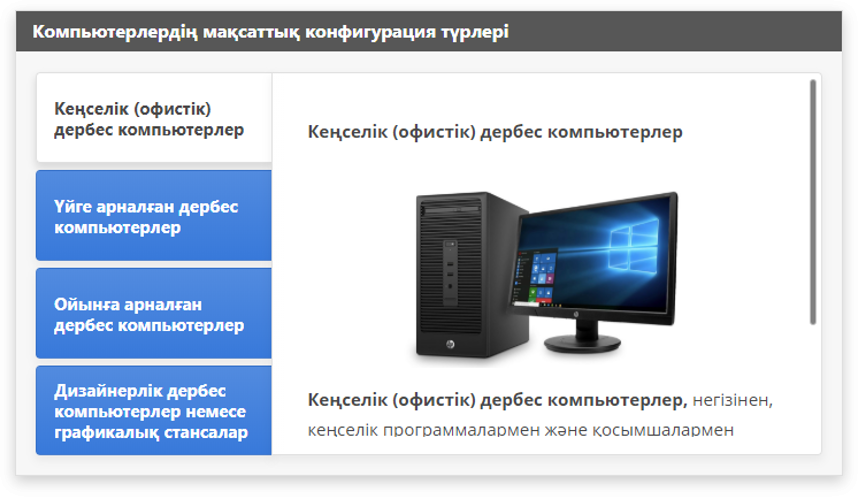 Компьютерлердің мақсаттық конфигурация түрлері
Кеңселік (офистік)
дербес компьютерлер
Үйге арналған дербес
компьютерлер
Ойынға арналған
дербес компьютерлер
Дизайнерлік дербес
компьютерлер немесе
графикалық стансалар
Кеңселік (офистік) дербес компьютерлер
hp
Кеңселік (офистік) дербес компьютерлер, негізінен,
кеңселік программалармен және қосымшалармен